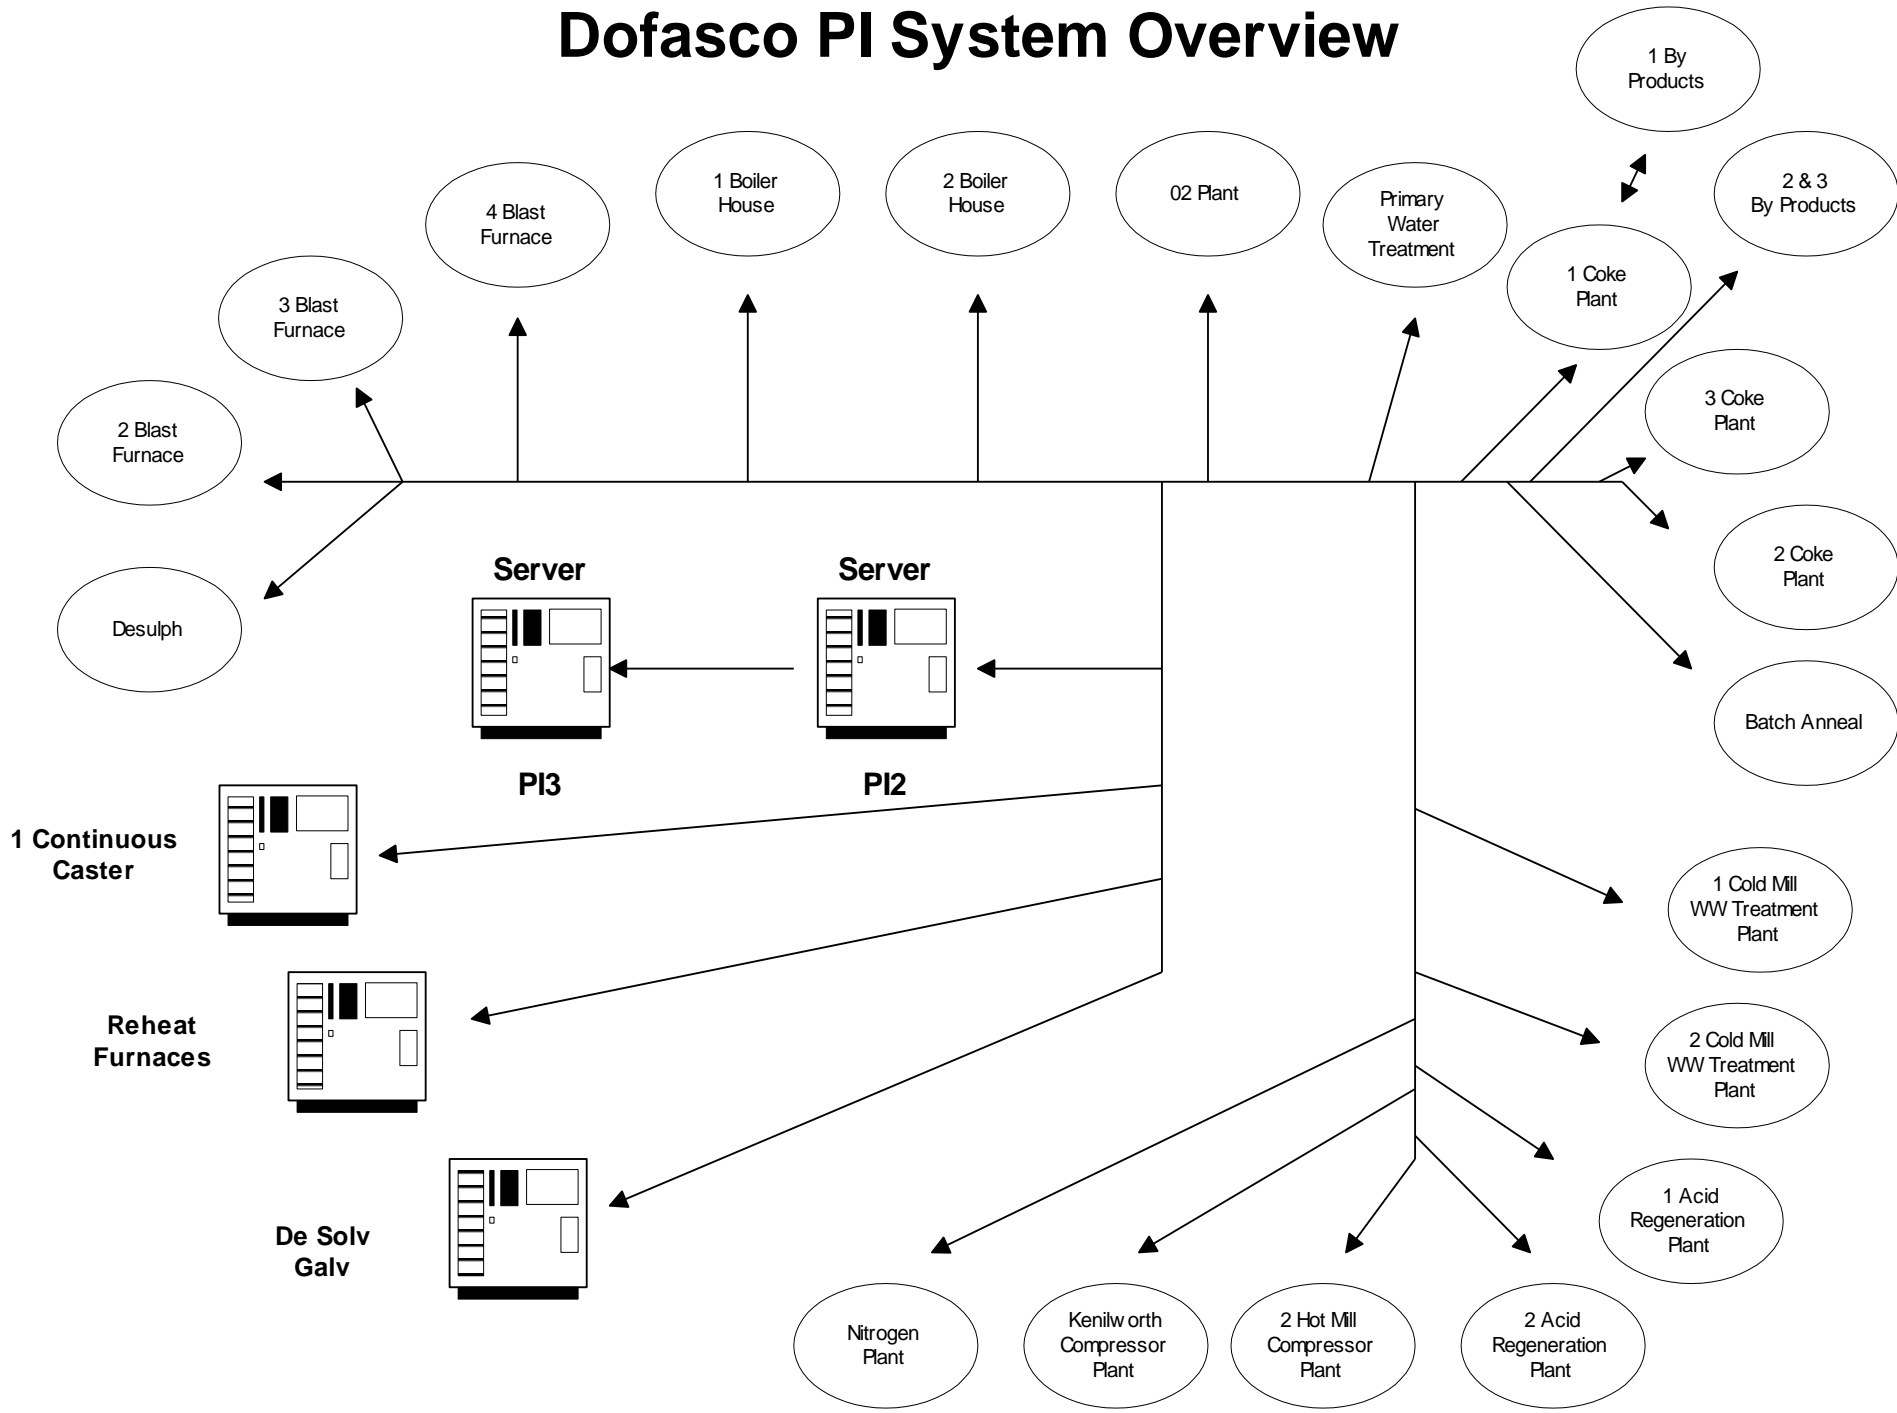 Dofasco PI System Overview
1 By
Products
2 & 3
By Products
1 Boiler
House
2 Boiler
House
02 Plant
4 Blast
Furnace
Primary
Water
Treatment
1 Coke
Plant
3 Blast
Furnace
3 Coke
Plant
2 Blast
Furnace
2 Coke
Plant
Desulph
Server
Server
Batch Anneal
PI3
PI2
1 Continuous
Caster
1 Cold Mill
WW Treatment
Plant
Reheat
Furnaces
2 Cold Mill
WW Treatment
Plant
De Solv
Galv
1 Acid
Regeneration
Plant
Nitrogen
Plant
Kenilworth
Compressor
Plant
2 Hot Mill
Compressor
Plant
2 Acid
Regeneration
Plant